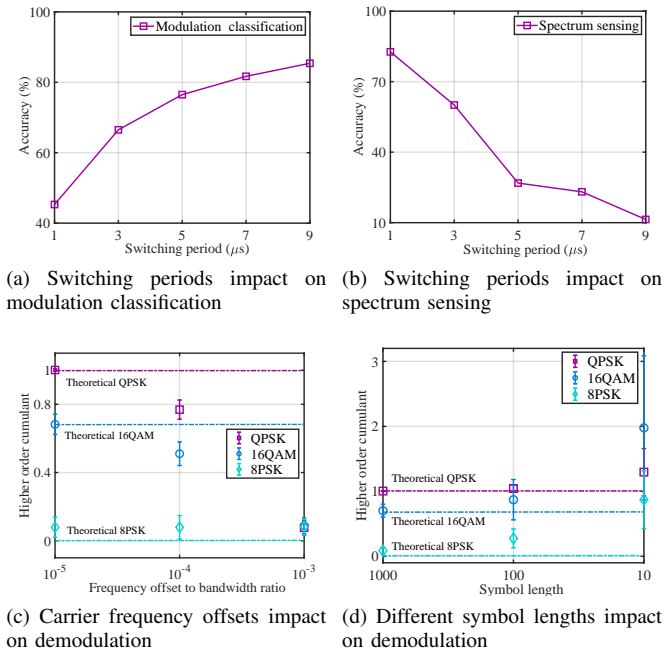 100
80
60
40
Accuracy (%)
Modulation classification
1 3 5 7 9
Switching period (μs)
(a) Switching periods impact on
modulation classification
100
70
40
10
Accuracy (%)
Spectrum sensing
1 3 5 7 9
Switching period (μs)
(b) Switching periods impact on
spectrum sensing
1
0.8
0.4
0
Higher order cumulant
Theoretical QPSK
Theoretical 16QAM
QPSK
16QAM
8PSK
Theoretical 8PSK
10⁻⁵ 10⁻⁴ 10⁻³
Frequency offset to bandwidth ratio
(c) Carrier frequency offsets impact
on demodulation
3
2
1
0
Higher order cumulant
QPSK
16QAM
8PSK
Theoretical QPSK
Theoretical 16QAM
Theoretical 8PSK
1000 100 10
Symbol length
(d) Different symbol lengths impact
on demodulation